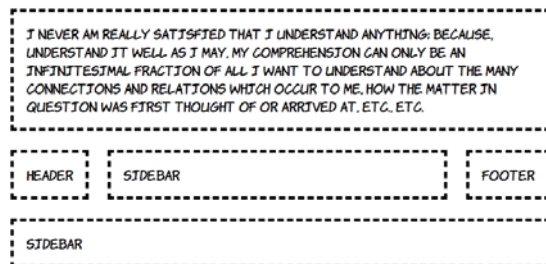 I NEVER AM REALLY SATISFIED THAT I UNDERSTAND ANYTHING; BECAUSE,
UNDERSTAND IT WELL AS I MAY, MY COMPREHENSION CAN ONLY BE AN
INFINITESIMAL FRACTION OF ALL I WANT TO UNDERSTAND ABOUT THE MANY
CONNECTIONS AND RELATIONS WHICH OCCUR TO ME, HOW THE MATTER IN
QUESTION WAS FIRST THOUGHT OF OR ARRIVED AT, ETC., ETC.
HEADER
SIDEBAR
FOOTER
SIDEBAR